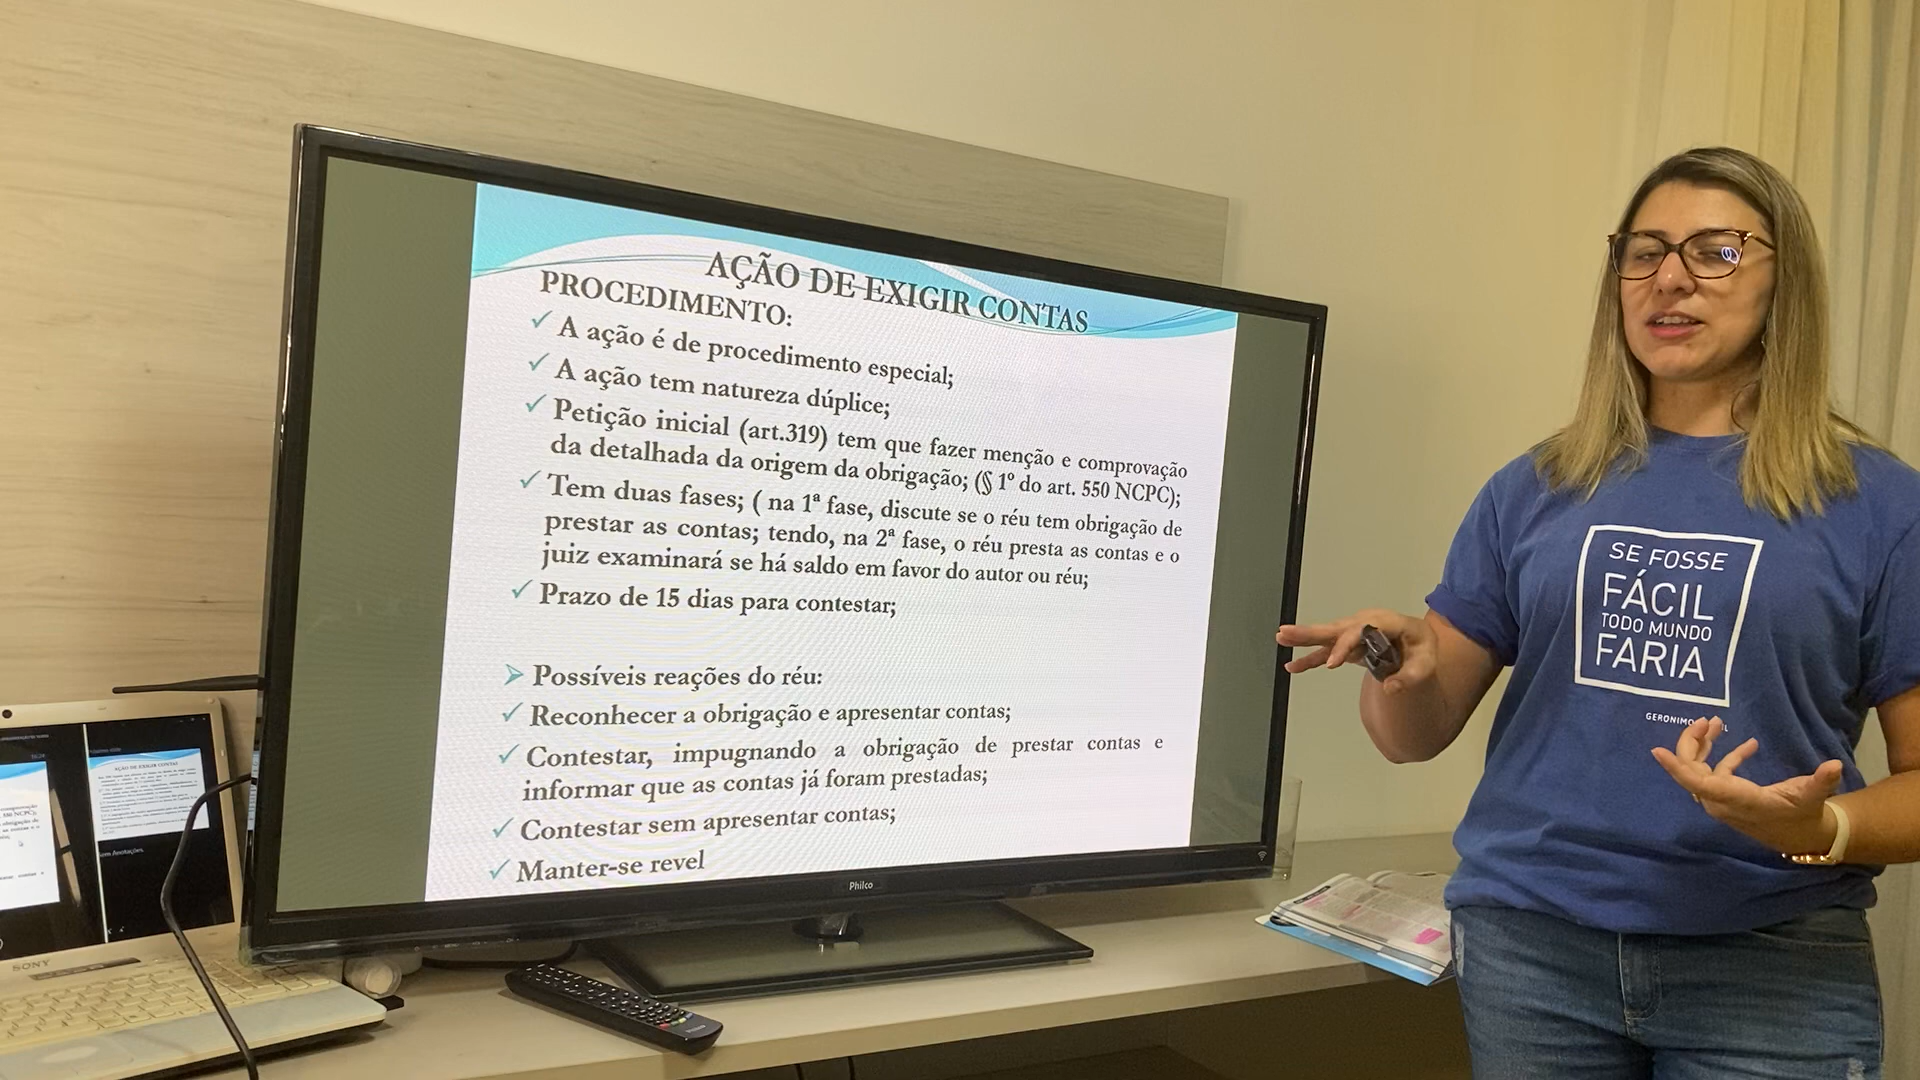 AÇÃO DE EXIGIR CONTAS
PROCEDIMENTO:
✓ A ação é de procedimento especial;
✓ A ação tem natureza dúplice;
✓ Petição inicial (art.319) tem que fazer menção e comprovação
da detalhada da origem da obrigação; (§ 1º do art. 550 NCPC);
✓ Tem duas fases; ( na 1ª fase, discute se o réu tem obrigação de
prestar as contas; tendo, na 2ª fase, o réu presta as contas e o
juiz examinará se há saldo em favor do autor ou réu;
✓ Prazo de 15 dias para contestar;
➢ Possíveis reações do réu:
✓ Reconhecer a obrigação e apresentar contas;
✓ Contestar, impugnando a obrigação de prestar contas e
informar que as contas já foram prestadas;
✓ Contestar sem apresentar contas;
✓ Manter-se revel
Philco
SE FOSSE
FÁCIL
TODO MUNDO
FARIA
SONY
AÇÃO DE EXIGIR CONTAS